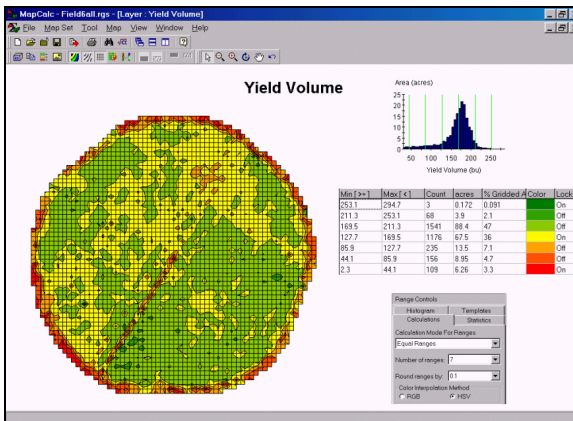 MapCalc - Field6all.rgs - [Layer : Yield Volume]
File Map Set Tool Map View Window Help
Yield Volume
Area (acres)
25
20
15
10
5
0
50 100 150 200 250
Yield Volume (bu)
Min [ >= ] Max [ < ] Count acres % Gridded A Color Lock
253.1 294.7 3 0.172 0.091 On
211.3 253.1 68 3.9 2.1 Off
169.5 211.3 1541 88.4 47 Off
127.7 169.5 1176 67.5 36 On
85.9 127.7 235 13.5 7.1 Off
44.1 85.9 156 8.95 4.7 Off
2.3 44.1 109 6.26 3.3 On
Range Controls
Histogram Templates
Calculations Statistics
Calculation Mode For Ranges
Equal Ranges
Number of ranges: 7
Round ranges by: 0.1
Color Interpolation Method
RGB HSV